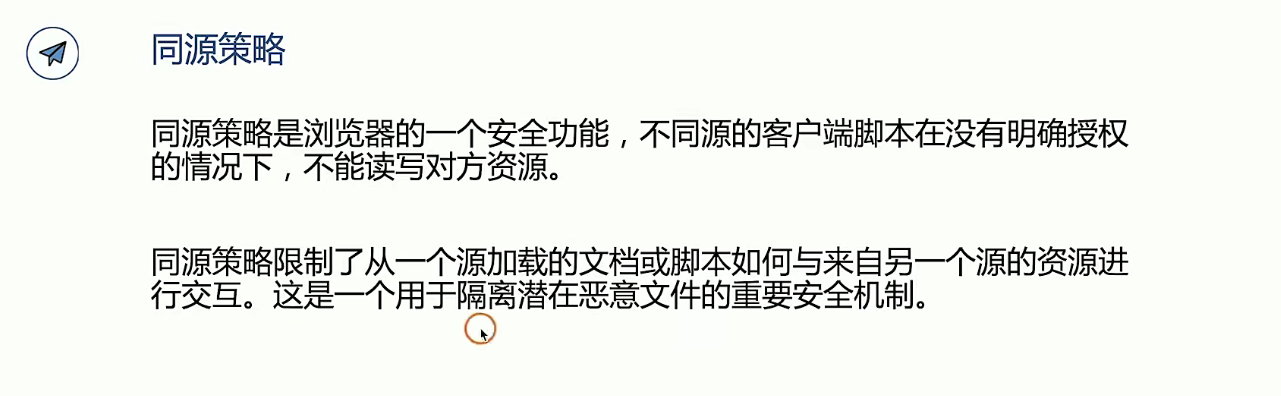 同源策略
同源策略是浏览器的一个安全功能，不同源的客户端脚本在没有明确授权
的情况下，不能读写对方资源。
同源策略限制了从一个源加载的文档或脚本如何与来自另一个源的资源进
行交互。这是一个用于隔离潜在恶意文件的重要安全机制。